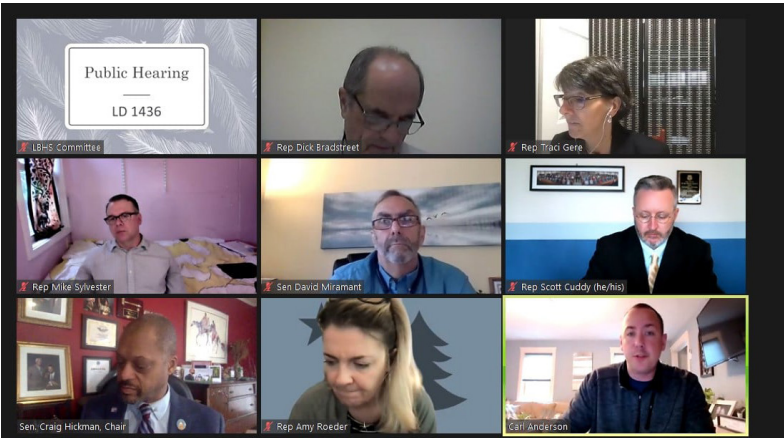 Public Hearing
LD 1436
LBHS Committee
Rep Dick Bradstreet
Rep Traci Gere
Rep Mike Sylvester
Sen David Miramant
Rep Scott Cuddy (he/his)
Sen. Craig Hickman, Chair
Rep Amy Roeder
Carl Anderson